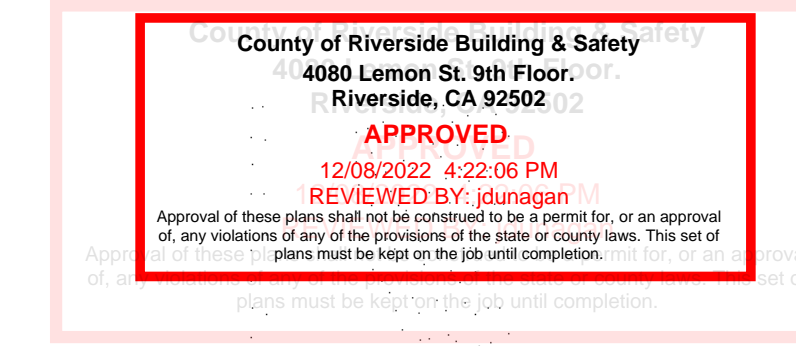 County of Riverside Building & Safety
4080 Lemon St. 9th Floor.
Riverside, CA 92502
APPROVED
12/08/2022 4:22:06 PM
REVIEWED BY: jdunagan
Approval of these plans shall not be construed to be a permit for, or an approval
of, any violations of any of the provisions of the state or county laws. This set of
plans must be kept on the job until completion.